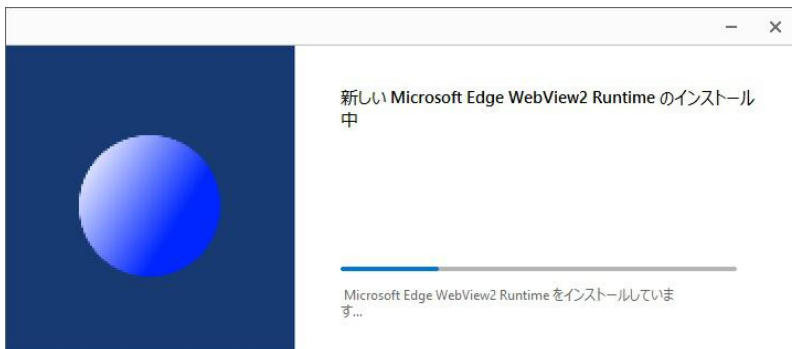 新しい Microsoft Edge WebView2 Runtime のインストール
中
Microsoft Edge WebView2 Runtime をインストールしていま
す...